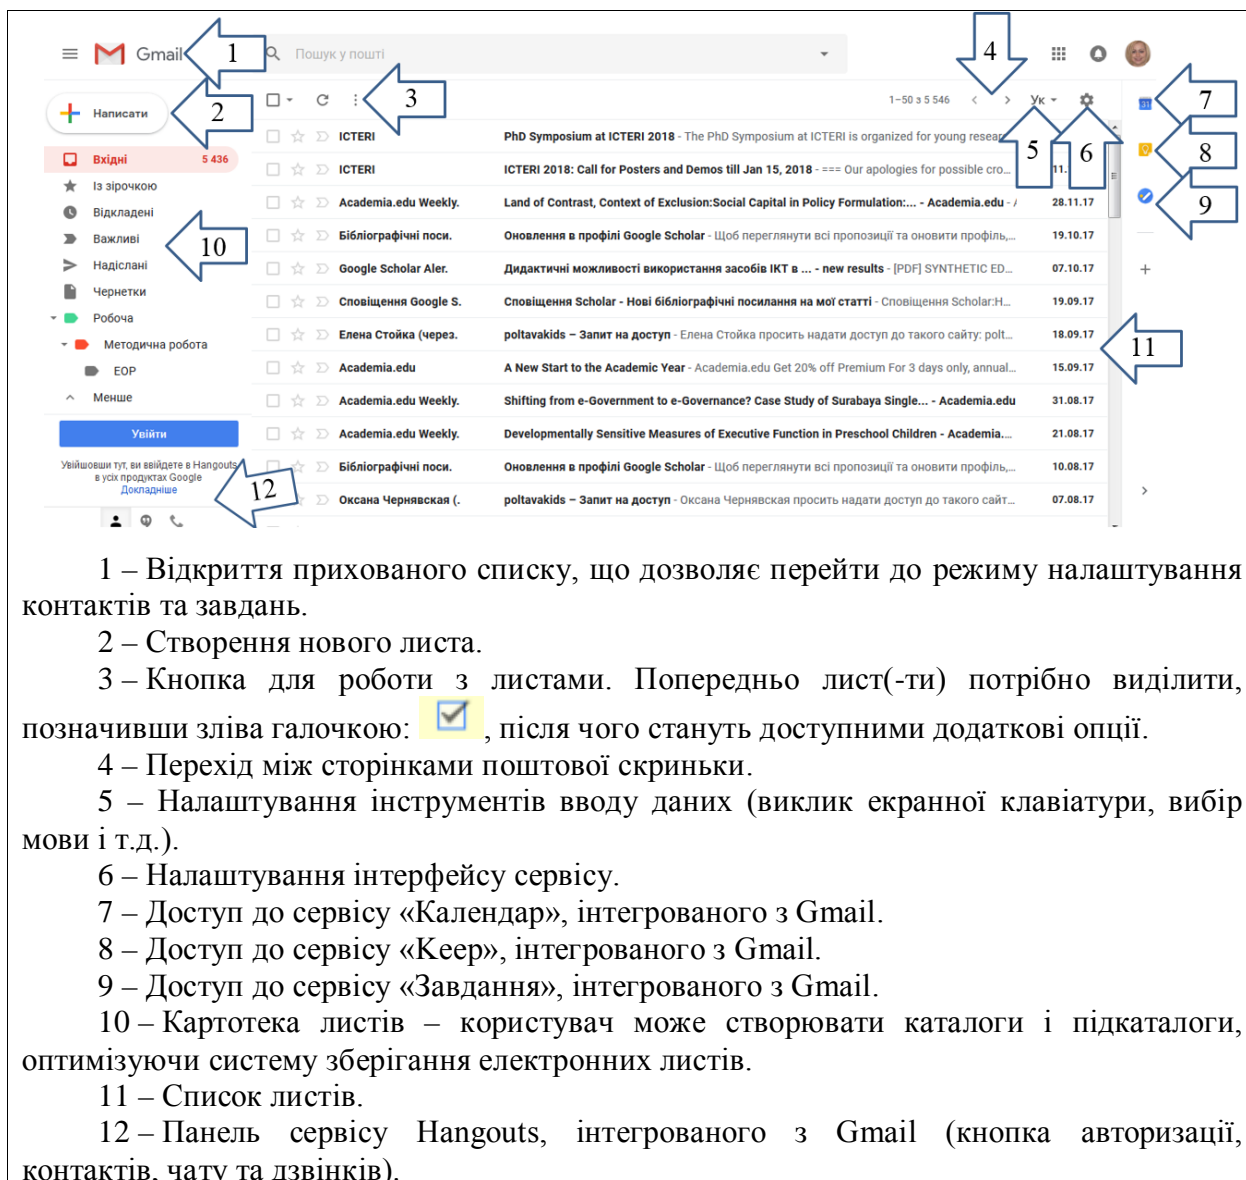 Gmail 1 Пошук у пошті 4
Написати 2 3 1–50 з 5 546 Ук 7
31
Вхідні 5 436
Із зірочкою
Відкладені
Важливі
Надіслані
10
Чернетки
Робоча
Методична робота
ЕОР
Менше
Увійти
Увійшовши тут, ви ввійдете в Hangouts
в усіх продуктах Google
Докладніше
12
ICTERI PhD Symposium at ICTERI 2018 - The PhD Symposium at ICTERI is organized for young resear
5 6 8
ICTERI ICTERI 2018: Call for Posters and Demos till Jan 15, 2018 - === Our apologies for possible cro... 11.
Academia.edu Weekly. Land of Contrast, Context of Exclusion:Social Capital in Policy Formulation:... - Academia.edu - 28.11.17
9
Бібліографічні поси. Оновлення в профілі Google Scholar - Щоб переглянути всі пропозиції та оновити профіль,... 19.10.17
Google Scholar Aler. Дидактичні можливості використання засобів ІКТ в ... - new results - [PDF] SYNTHETIC ED... 07.10.17
Сповіщення Google S. Сповіщення Scholar - Нові бібліографічні посилання на мої статті - Сповіщення Scholar:Н... 19.09.17
Елена Стойка (через. poltavakids – Запит на доступ - Елена Стойка просить надати доступ до такого сайту: polt... 18.09.17
11
Academia.edu A New Start to the Academic Year - Academia.edu Get 20% off Premium For 3 days only, annual... 15.09.17
Academia.edu Weekly. Shifting from e-Government to e-Governance? Case Study of Surabaya Single... - Academia.edu 31.08.17
Academia.edu Weekly. Developmentally Sensitive Measures of Executive Function in Preschool Children - Academia.... 21.08.17
Бібліографічні поси. Оновлення в профілі Google Scholar - Щоб переглянути всі пропозиції та оновити профіль,... 10.08.17
Оксана Чернявская (. poltavakids – Запит на доступ - Оксана Чернявская просить надати доступ до такого сайт... 07.08.17
1 – Відкриття прихованого списку, що дозволяє перейти до режиму налаштування
контактів та завдань.
2 – Створення нового листа.
3 – Кнопка для роботи з листами. Попередньо лист(-ти) потрібно виділити,
позначивши зліва галочкою: , після чого стануть доступними додаткові опції.
4 – Перехід між сторінками поштової скриньки.
5 – Налаштування інструментів вводу даних (виклик екранної клавіатури, вибір
мови і т.д.).
6 – Налаштування інтерфейсу сервісу.
7 – Доступ до сервісу «Календар», інтегрованого з Gmail.
8 – Доступ до сервісу «Keep», інтегрованого з Gmail.
9 – Доступ до сервісу «Завдання», інтегрованого з Gmail.
10 – Картотека листів – користувач може створювати каталоги і підкаталоги,
оптимізуючи систему зберігання електронних листів.
11 – Список листів.
12 – Панель сервісу Hangouts, інтегрованого з Gmail (кнопка авторизації,
контактів, чату та дзвінків).